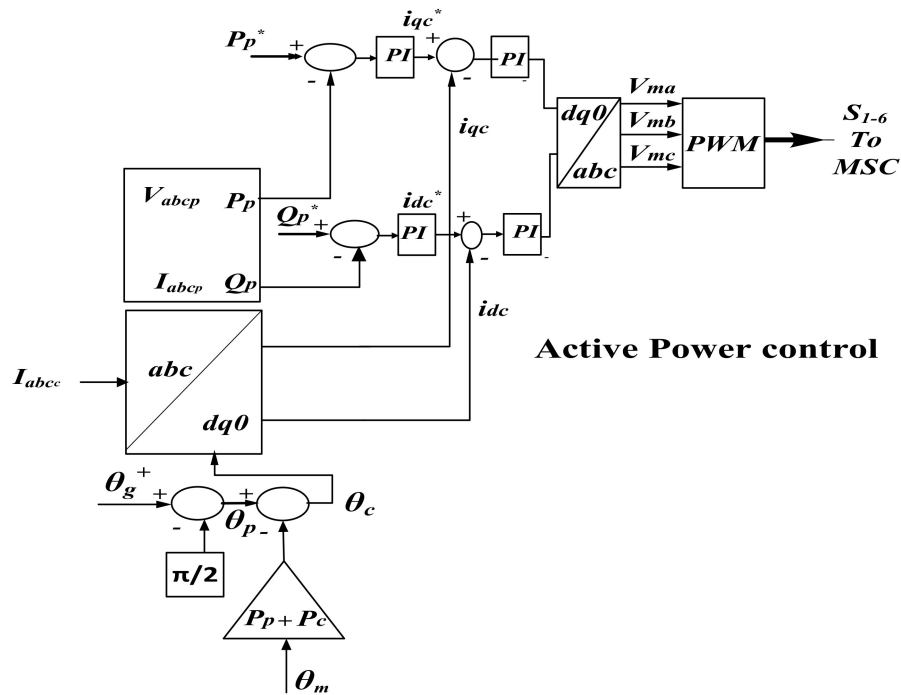 Pp* + - PI iqc* + - PI
iqc
dq0 abc
Vma
Vmb
Vmc
PWM
S1-6
To
MSC
Vabcp Pp
Iabcp Qp
Qp* + - PI idc* + - PI
idc
Active Power control
Iabcc
abc
dq0
θg+ + - θp + - θc
π/2
Pp + Pc
θm